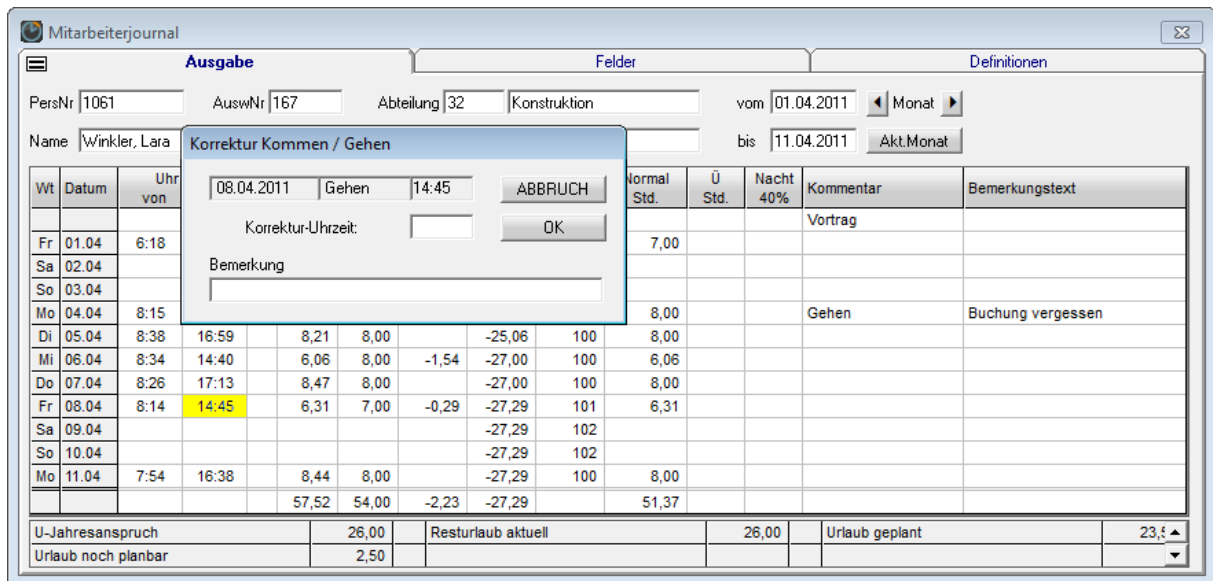 Mitarbeiterjournal
Ausgabe Felder Definitionen
PersNr 1061 AuswNr 167 Abteilung 32 Konstruktion vom 01.04.2011 Monat
Name Winkler, Lara bis 11.04.2011 Akt.Monat
Korrektur Kommen / Gehen
08.04.2011 Gehen 14:45 ABBRUCH
Korrektur-Uhrzeit: OK
Bemerkung
Wt Datum Uhr von Normal Std. Ü Std. Nacht 40% Kommentar Bemerkungstext
Vortrag
Fr 01.04 6:18 7,00
Sa 02.04
So 03.04
Mo 04.04 8:15 8,00 Gehen Buchung vergessen
Di 05.04 8:38 16:59 8,21 8,00 -25,06 100 8,00
Mi 06.04 8:34 14:40 6,06 8,00 -1,54 -27,00 100 6,06
Do 07.04 8:26 17:13 8,47 8,00 -27,00 100 8,00
Fr 08.04 8:14 14:45 6,31 7,00 -0,29 -27,29 101 6,31
Sa 09.04 -27,29 102
So 10.04 -27,29 102
Mo 11.04 7:54 16:38 8,44 8,00 -27,29 100 8,00
57,52 54,00 -2,23 -27,29 51,37
U-Jahresanspruch 26,00 Resturlaub aktuell 26,00 Urlaub geplant
Urlaub noch planbar 2,50